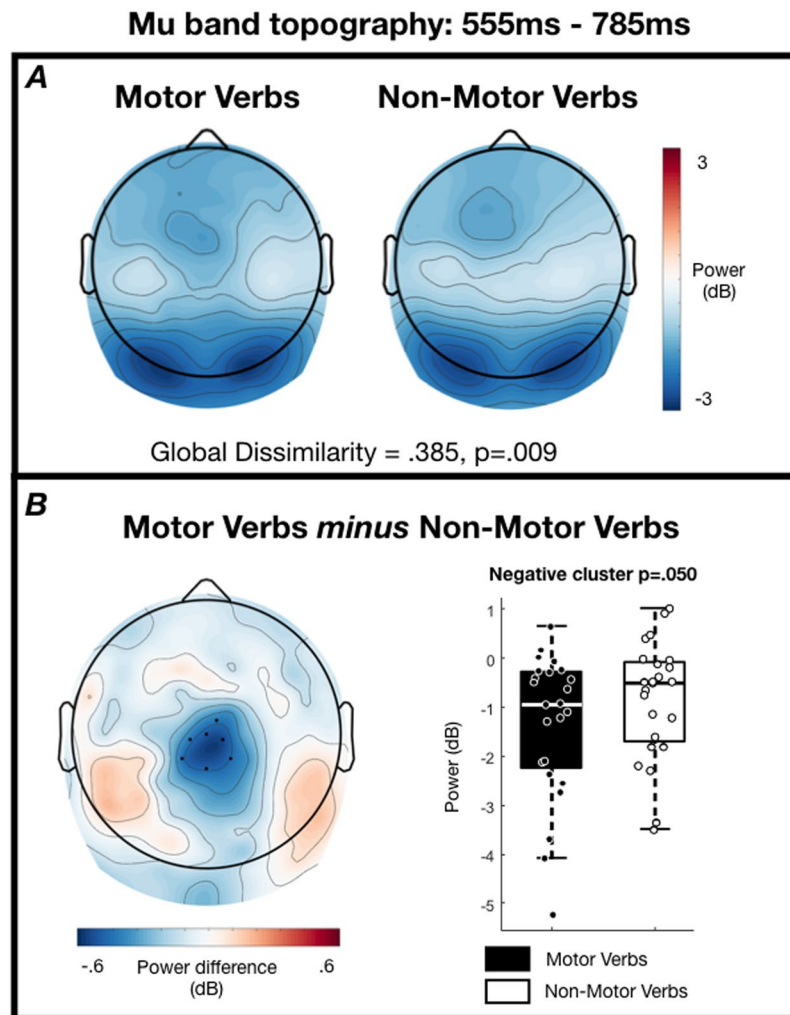 Mu band topography: 555ms - 785ms
A
Motor Verbs
Non-Motor Verbs
3
Power
(dB)
-3
Global Dissimilarity = .385, p=.009
B
Motor Verbs minus Non-Motor Verbs
Negative cluster p=.050
1
0
-1
-2
-3
-4
-5
Power (dB)
-.6
Power difference
(dB)
.6
Motor Verbs
Non-Motor Verbs